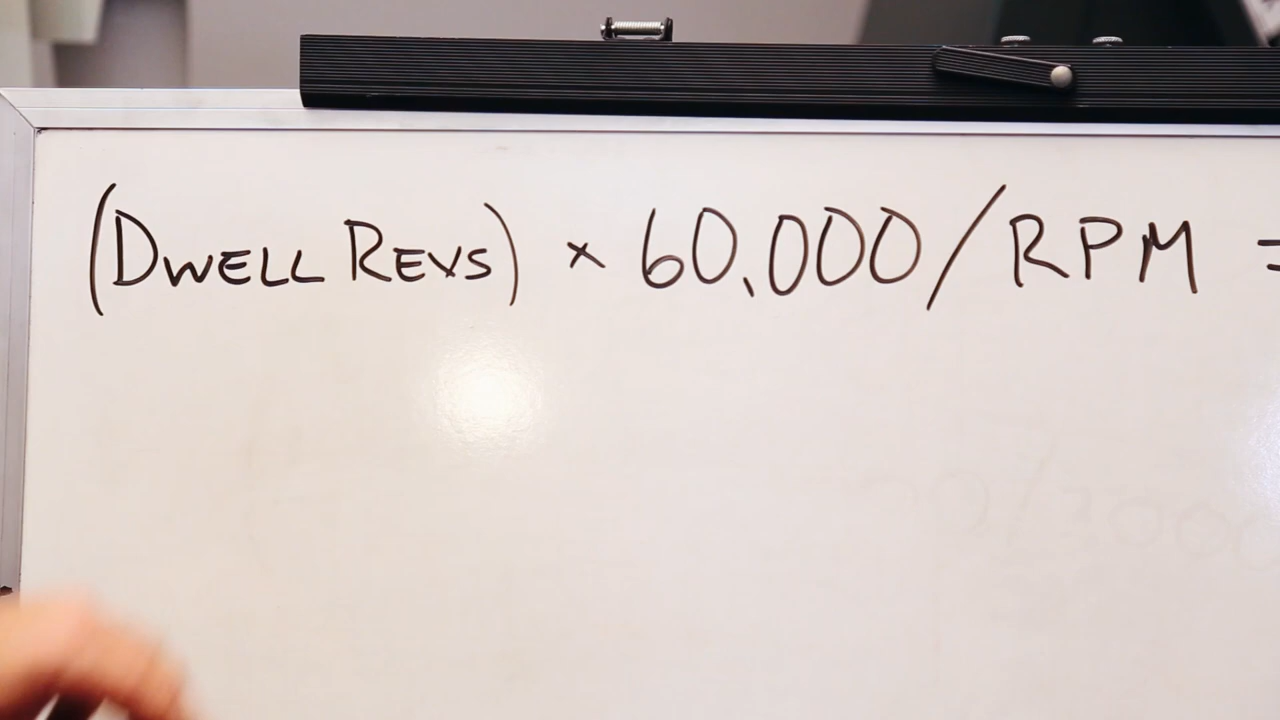 (DWELL REVS) × 60,000/RPM =